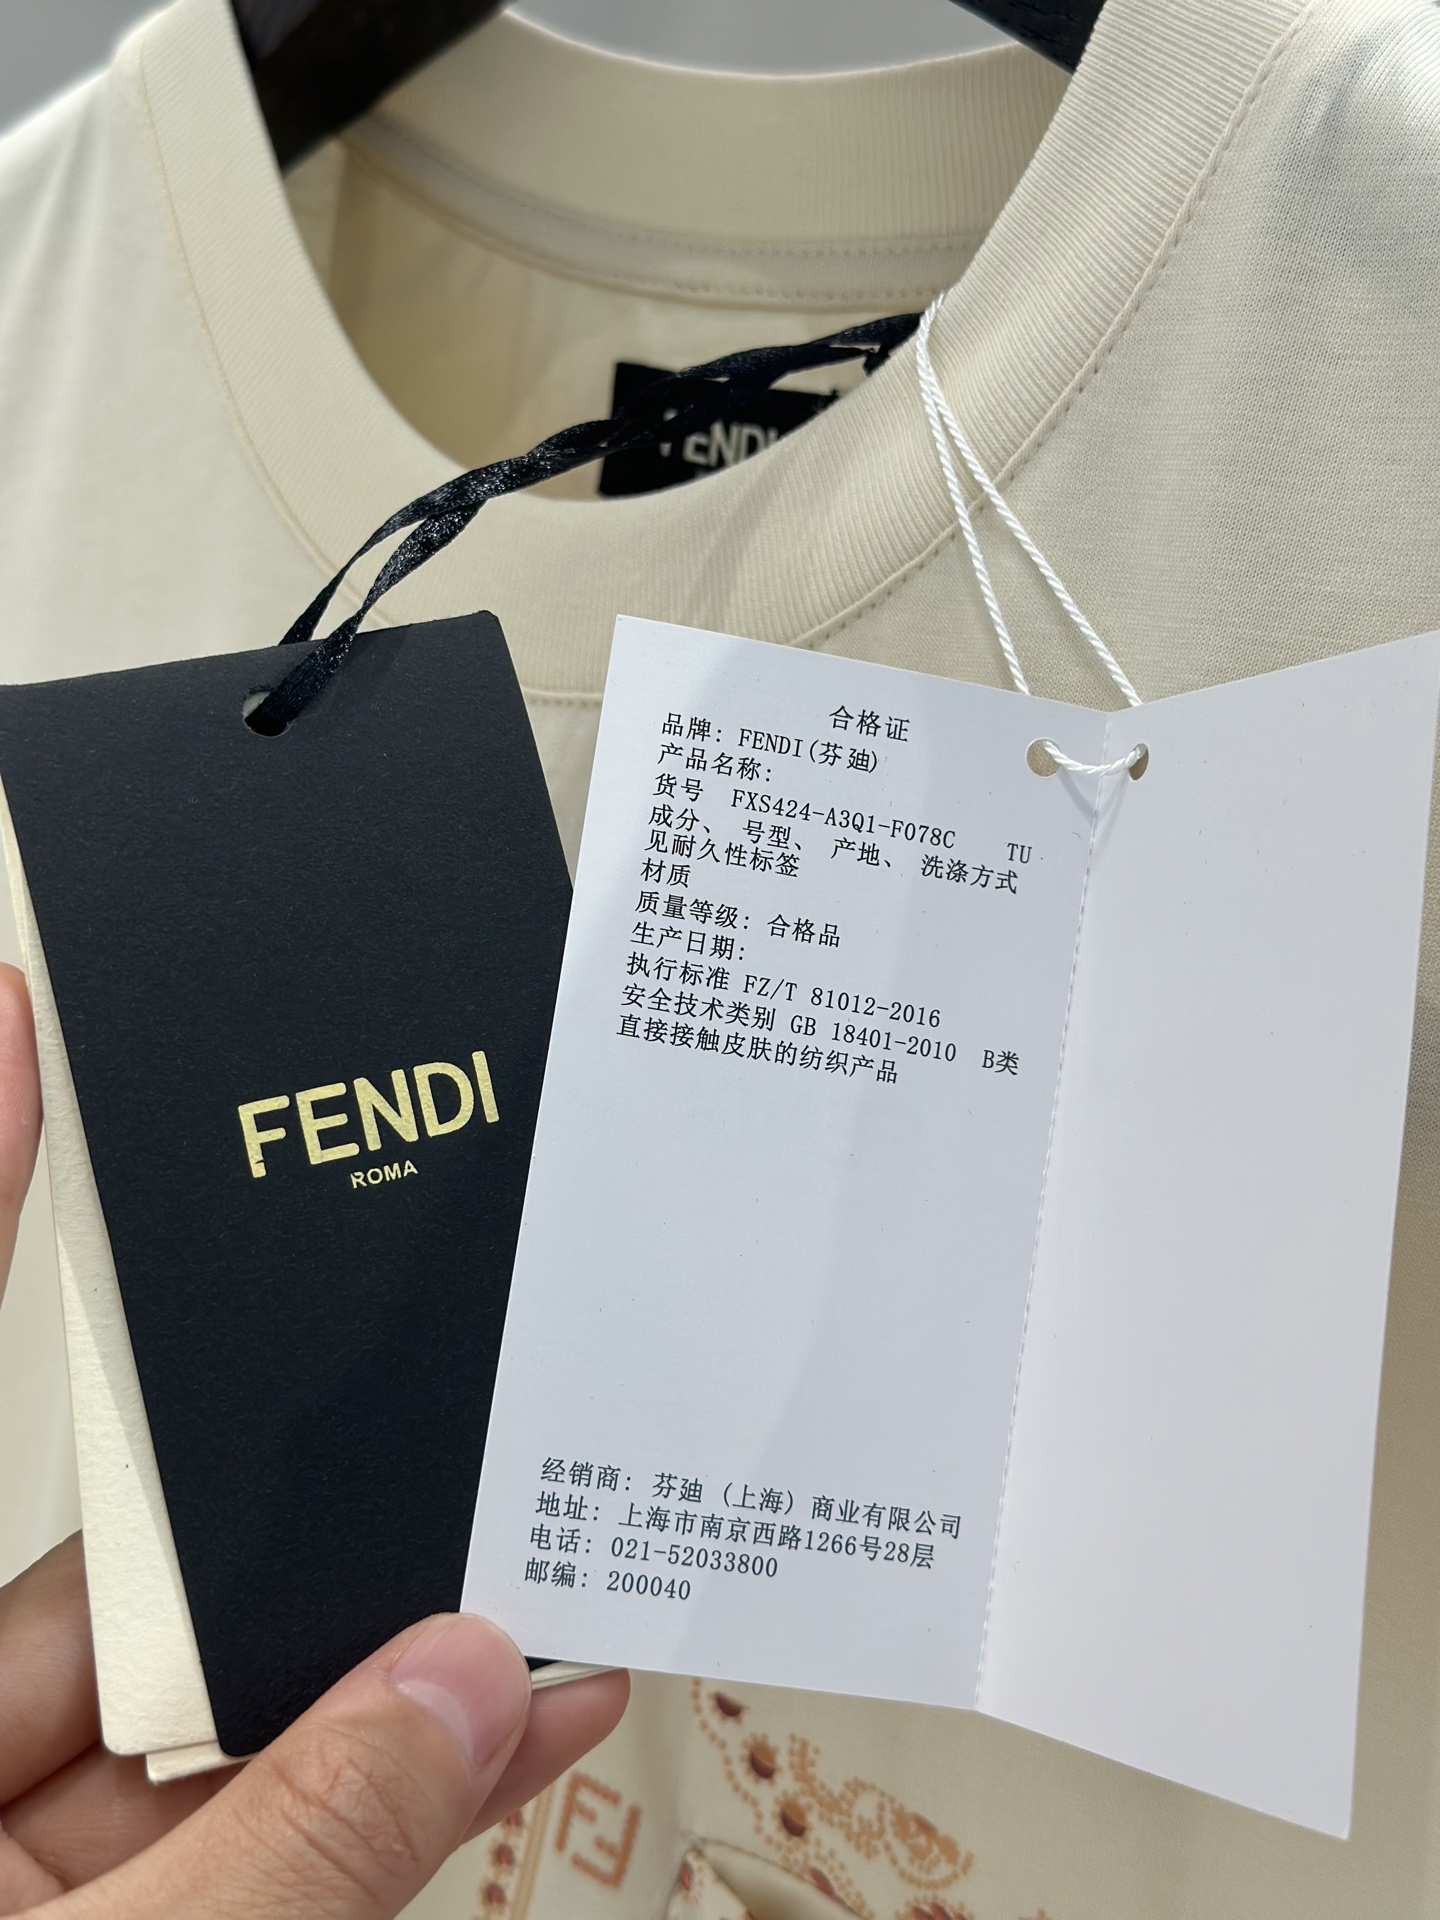 FENDI
FENDI
ROMA
合格证
品牌: FENDI(芬迪)
产品名称:
货号 FXS424-A3Q1-F078C TU
成分、 号型、 产地、 洗涤方式
见耐久性标签
材质
质量等级: 合格品
生产日期:
执行标准 FZ/T 81012-2016
安全技术类别 GB 18401-2010 B类
直接接触皮肤的纺织产品
经销商: 芬迪 (上海) 商业有限公司
地址: 上海市南京西路1266号28层
电话: 021-52033800
邮编: 200040